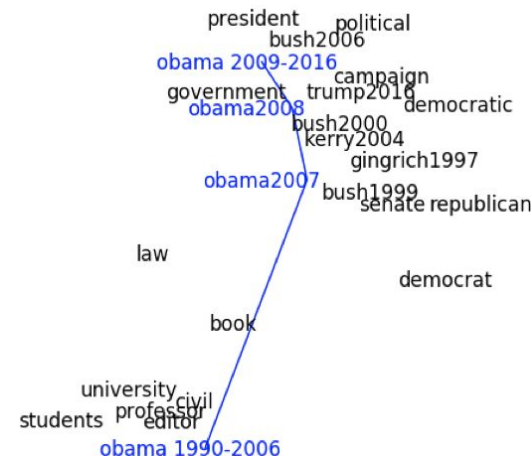 president
political
bush2006
obama 2009-2016
campaign
government
trump2016
democratic
obama2008
bush2000
kerry2004
gingrich1997
obama2007
bush1999
senate
republican
law
democrat
book
university
civil
professor
students
editor
obama 1990-2006